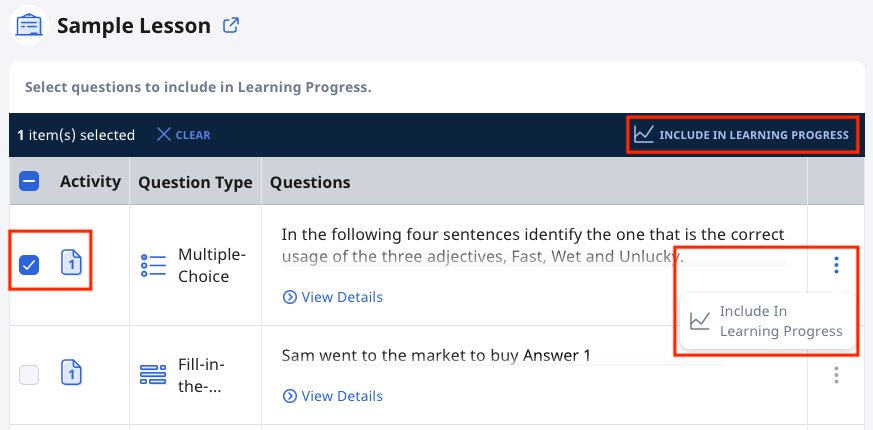 Sample Lesson
Select questions to include in Learning Progress.
1 item(s) selected
CLEAR
INCLUDE IN LEARNING PROGRESS
Activity
Question Type
Questions
1
Multiple-
Choice
In the following four sentences identify the one that is the correct
usage of the three adjectives, Fast, Wet and Unlucky.
View Details
Include In
Learning Progress
1
Fill-in-
the-...
Sam went to the market to buy Answer 1
View Details